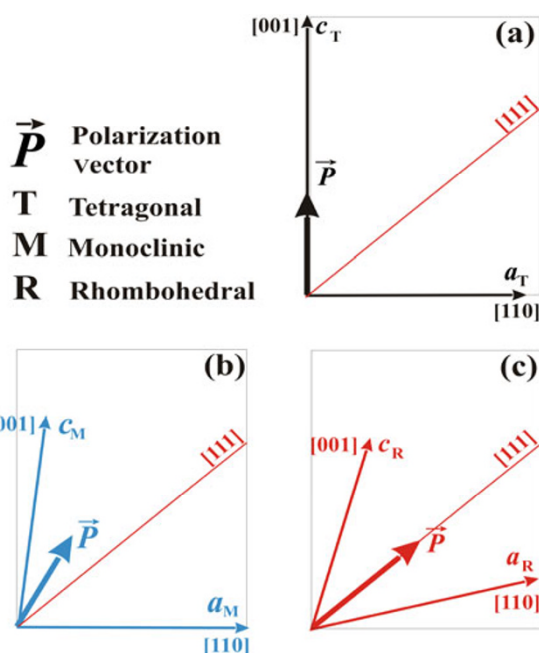 [001] c_T (a)
[111]
P⃗ Polarization
vector
P⃗
T Tetragonal
M Monoclinic
R Rhombohedral
a_T
[110]
(b)
001] c_M
[111]
P⃗
a_M
[110]
(c)
[001] c_R
[111]
P⃗
a_R
[110]